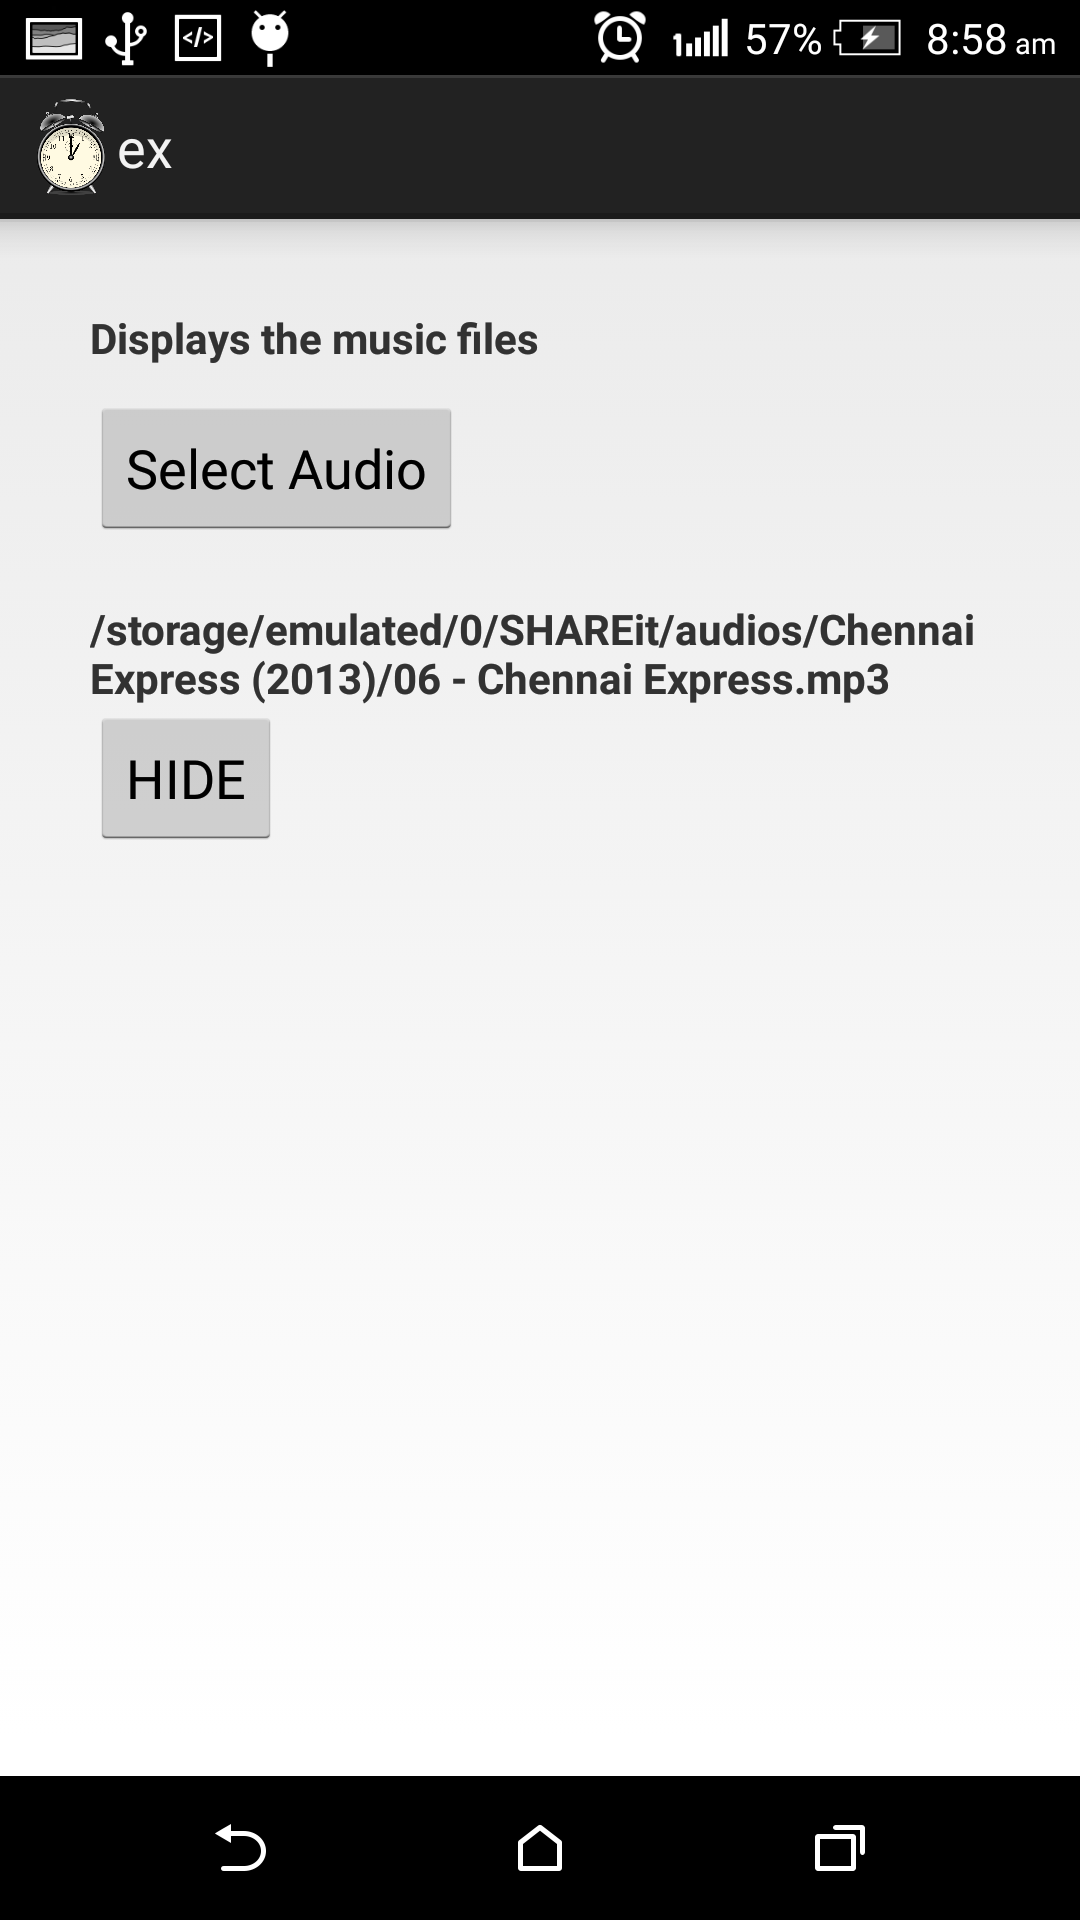 57% 8:58 am
ex
Displays the music files
Select Audio
/storage/emulated/0/SHAREit/audios/Chennai
Express (2013)/06 - Chennai Express.mp3
HIDE